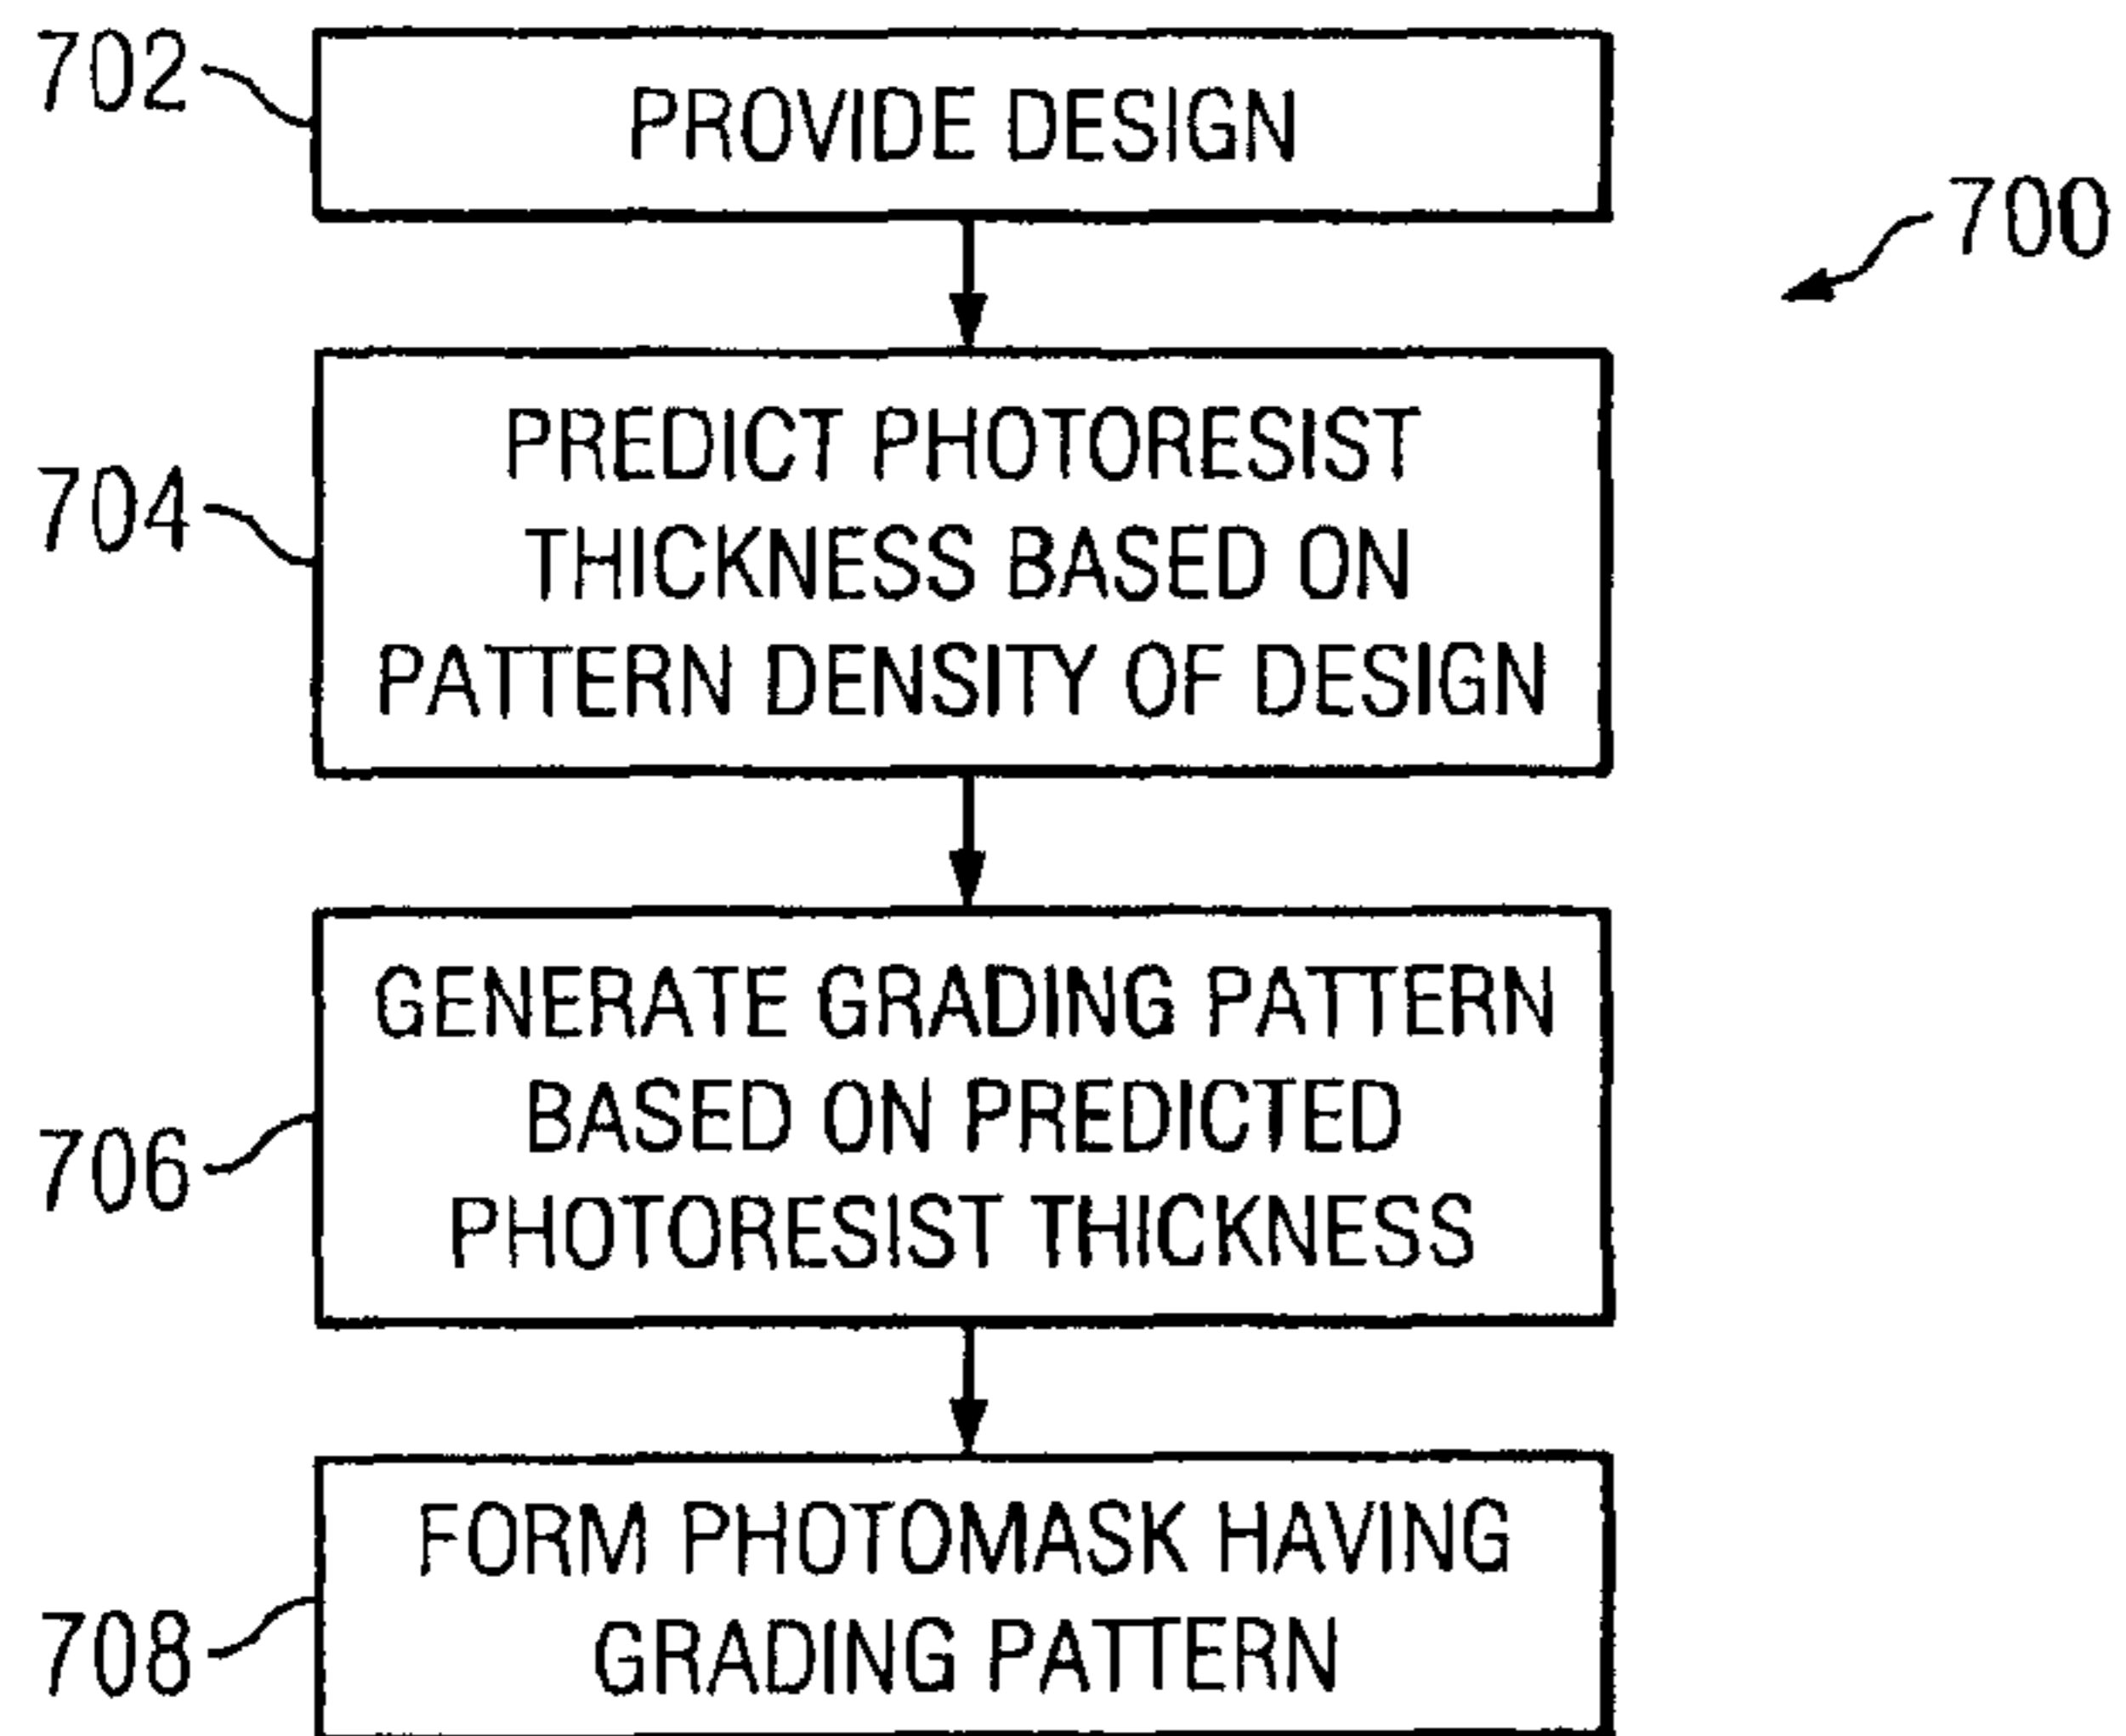 702
PROVIDE DESIGN
700
704
PREDICT PHOTORESIST
THICKNESS BASED ON
PATTERN DENSITY OF DESIGN
706
GENERATE GRADING PATTERN
BASED ON PREDICTED
PHOTORESIST THICKNESS
708
FORM PHOTOMASK HAVING
GRADING PATTERN